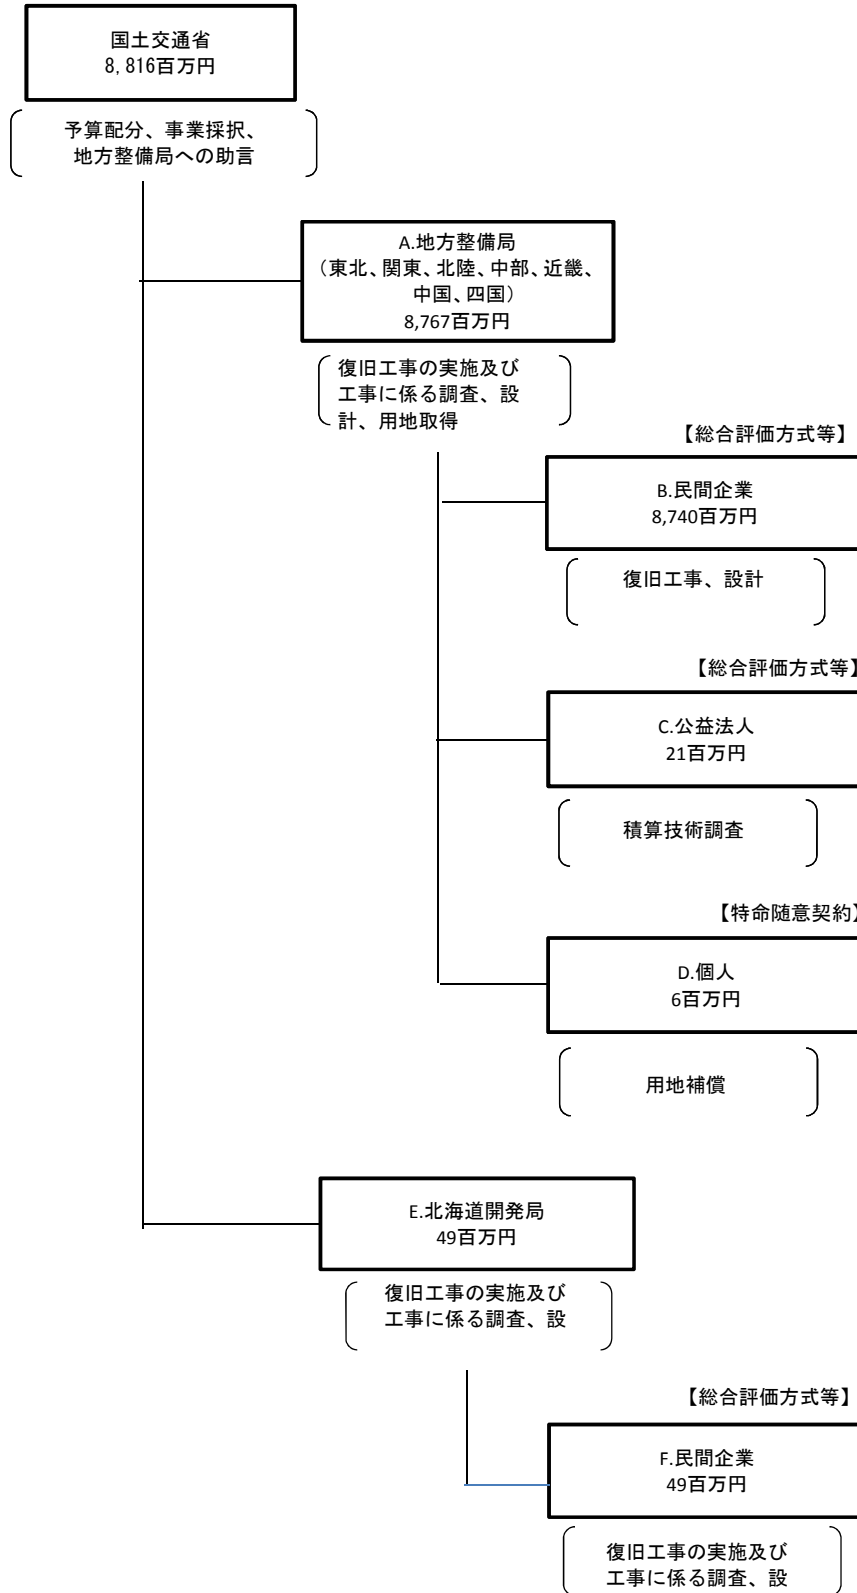 国土交通省
8,816百万円
予算配分、事業採択、
地方整備局への助言
A.地方整備局
（東北、関東、北陸、中部、近畿、
中国、四国）
8,767百万円
復旧工事の実施及び
工事に係る調査、設
計、用地取得
【総合評価方式等】
B.民間企業
8,740百万円
復旧工事、設計
【総合評価方式等】
C.公益法人
21百万円
積算技術調査
【特命随意契約】
D.個人
6百万円
用地補償
E.北海道開発局
49百万円
復旧工事の実施及び
工事に係る調査、設
【総合評価方式等】
F.民間企業
49百万円
復旧工事の実施及び
工事に係る調査、設